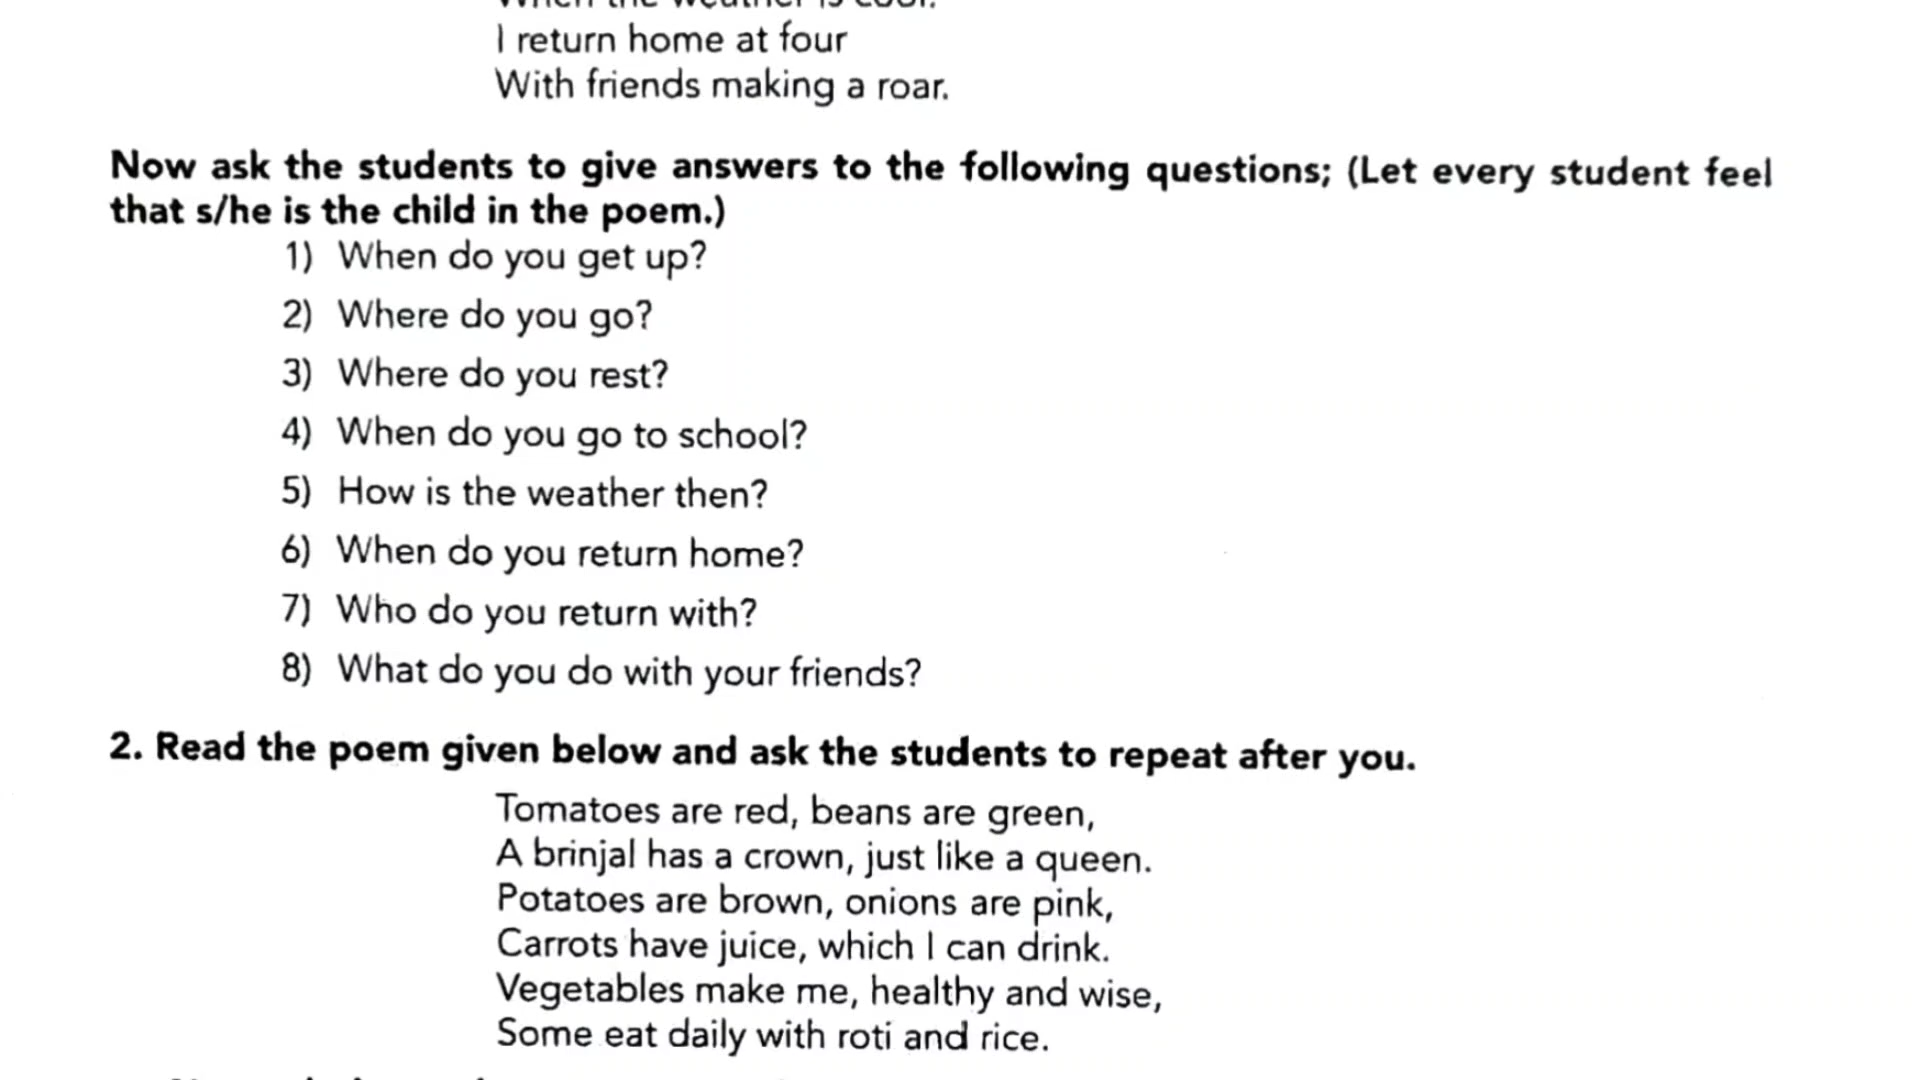 When the weather is cool.
I return home at four
With friends making a roar.
Now ask the students to give answers to the following questions; (Let every student feel
that s/he is the child in the poem.)
1) When do you get up?
2) Where do you go?
3) Where do you rest?
4) When do you go to school?
5) How is the weather then?
6) When do you return home?
7) Who do you return with?
8) What do you do with your friends?
2. Read the poem given below and ask the students to repeat after you.
Tomatoes are red, beans are green,
A brinjal has a crown, just like a queen.
Potatoes are brown, onions are pink,
Carrots have juice, which I can drink.
Vegetables make me, healthy and wise,
Some eat daily with roti and rice.